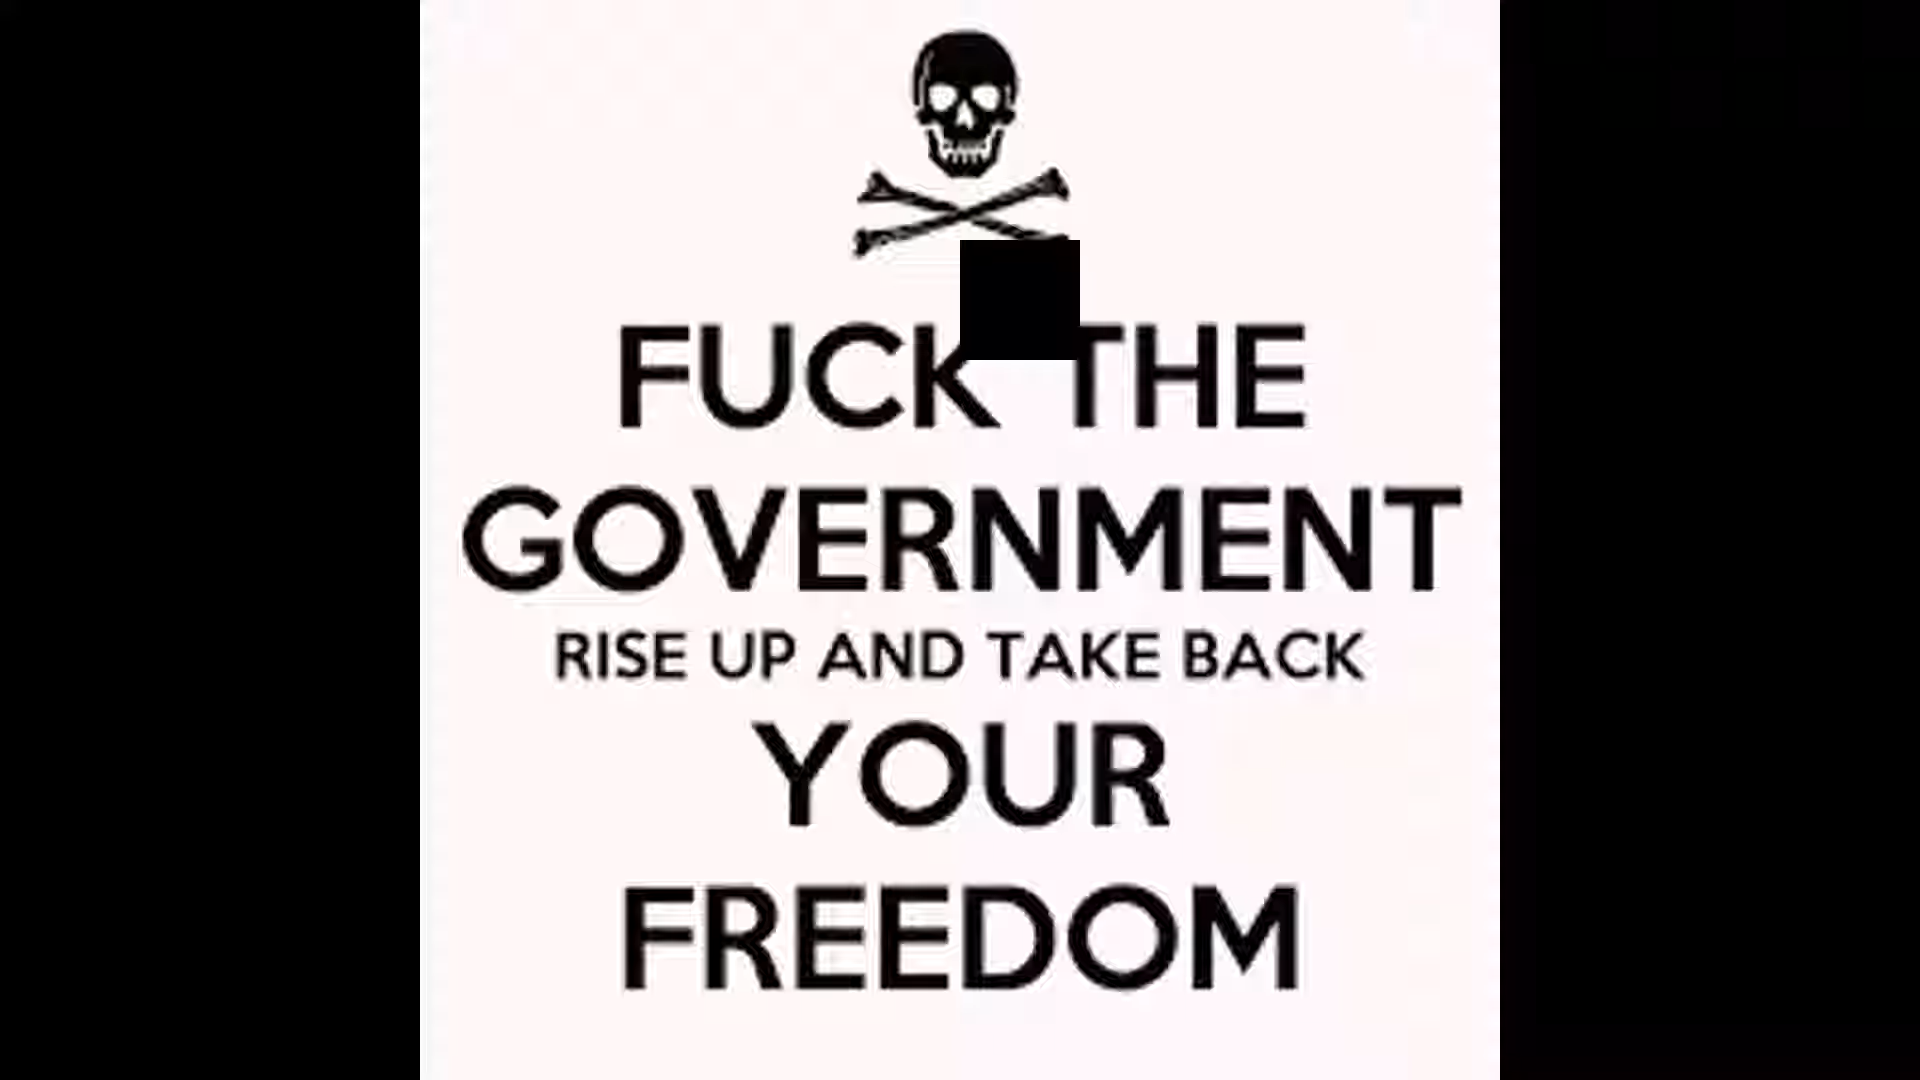 FUCK THE
GOVERNMENT
RISE UP AND TAKE BACK
YOUR
FREEDOM